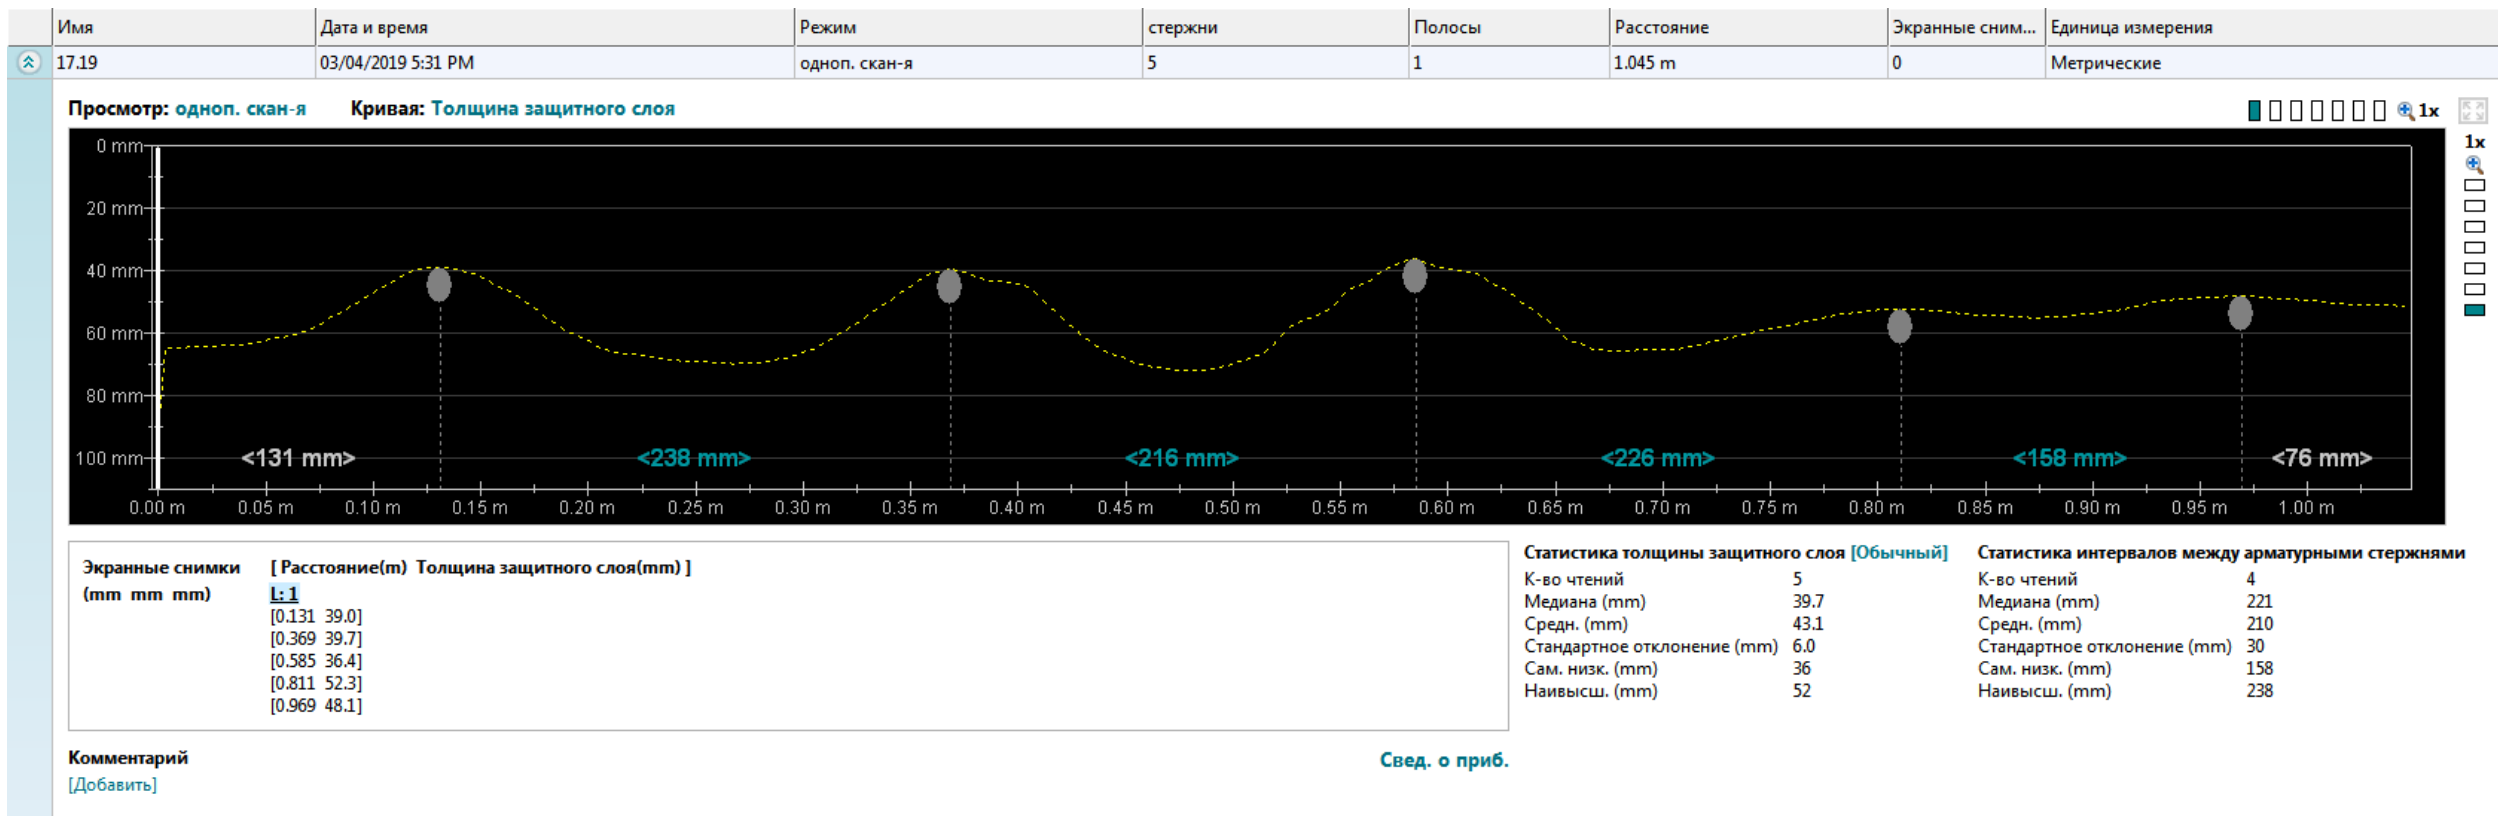 Имя Дата и время Режим стержни Полосы Расстояние Экранные сним... Единица измерения
17.19 03/04/2019 5:31 PM одноп. скан-я 5 1 1.045 m 0 Метрические
Просмотр: одноп. скан-я Кривая: Толщина защитного слоя 1x
1x
0 mm
20 mm
40 mm
60 mm
80 mm
100 mm <131 mm> <238 mm> <216 mm> <226 mm> <158 mm> <76 mm>
0.00 m 0.05 m 0.10 m 0.15 m 0.20 m 0.25 m 0.30 m 0.35 m 0.40 m 0.45 m 0.50 m 0.55 m 0.60 m 0.65 m 0.70 m 0.75 m 0.80 m 0.85 m 0.90 m 0.95 m 1.00 m
Экранные снимки [ Расстояние(m) Толщина защитного слоя(mm) ]
(mm mm mm) L: 1
[0.131 39.0]
[0.369 39.7]
[0.585 36.4]
[0.811 52.3]
[0.969 48.1]
Статистика толщины защитного слоя [Обычный]
К-во чтений 5
Медиана (mm) 39.7
Средн. (mm) 43.1
Стандартное отклонение (mm) 6.0
Сам. низк. (mm) 36
Наивысш. (mm) 52
Статистика интервалов между арматурными стержнями
К-во чтений 4
Медиана (mm) 221
Средн. (mm) 210
Стандартное отклонение (mm) 30
Сам. низк. (mm) 158
Наивысш. (mm) 238
Комментарий
[Добавить]
Свед. о приб.